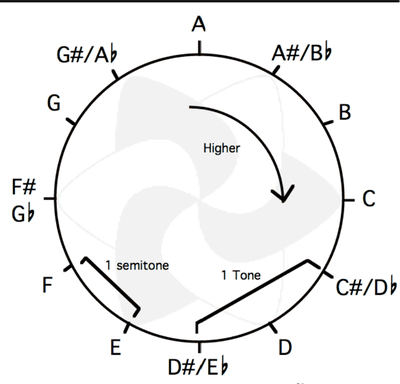 A
G#/A♭
A#/B♭
G
B
Higher
F#
G♭
C
1 semitone
1 Tone
F
C#/D♭
E
D
D#/E♭